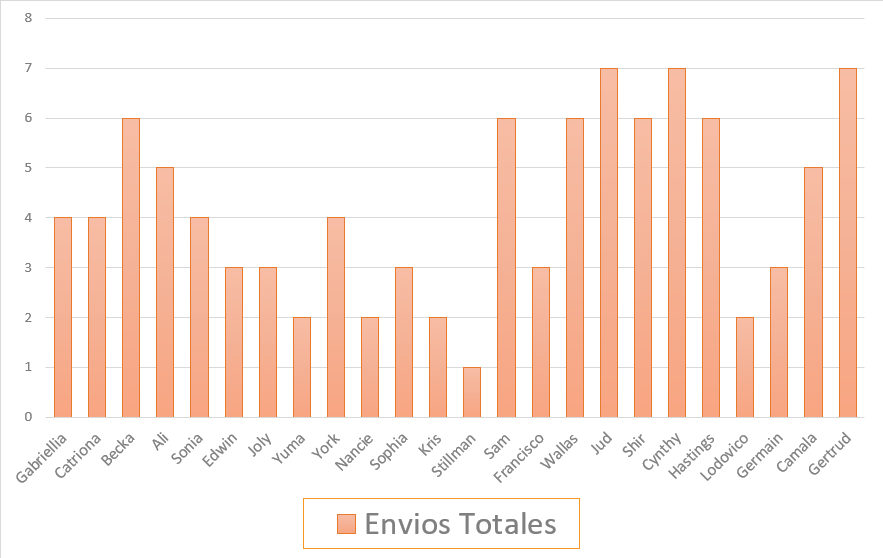 8
7
6
5
4
3
2
1
0
Gabriellia
Catriona
Becka
Ali
Sonia
Edwin
Joly
Yuma
York
Nancie
Sophia
Kris
Stillman
Sam
Francisco
Wallas
Jud
Shir
Cynthy
Hastings
Lodovico
Germain
Camala
Gertrud
Envios Totales